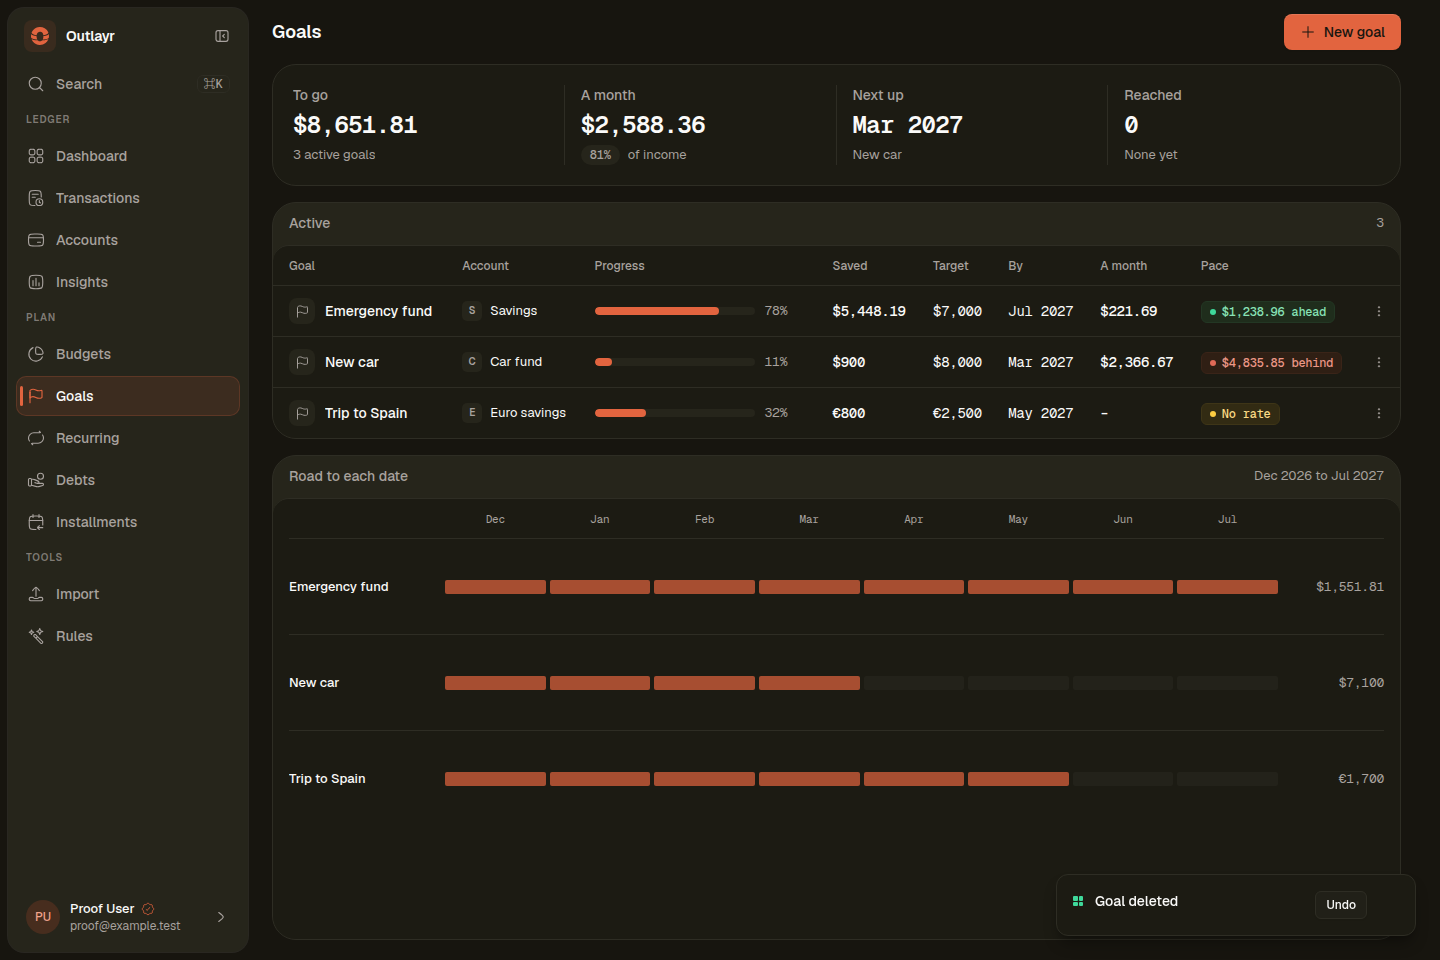 Outlayr
Search ⌘K
LEDGER
Dashboard
Transactions
Accounts
Insights
PLAN
Budgets
Goals
Recurring
Debts
Installments
TOOLS
Import
Rules
PU
Proof User
proof@example.test
Goals
New goal
To go
$8,651.81
3 active goals
A month
$2,588.36
81% of income
Next up
Mar 2027
New car
Reached
0
None yet
Active 3
Goal Account Progress Saved Target By A month Pace
Emergency fund S Savings 78% $5,448.19 $7,000 Jul 2027 $221.69 $1,238.96 ahead
New car C Car fund 11% $900 $8,000 Mar 2027 $2,366.67 $4,835.85 behind
Trip to Spain E Euro savings 32% €800 €2,500 May 2027 – No rate
Road to each date Dec 2026 to Jul 2027
Dec Jan Feb Mar Apr May Jun Jul
Emergency fund $1,551.81
New car $7,100
Trip to Spain €1,700
Goal deleted Undo